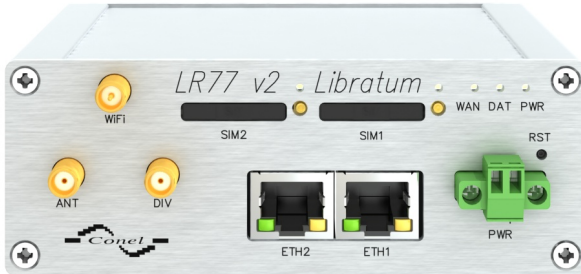 LR77 v2 Libratum
WiFi
WAN DAT PWR
SIM2 SIM1
RST
ANT DIV
PWR
Conel
ETH2 ETH1